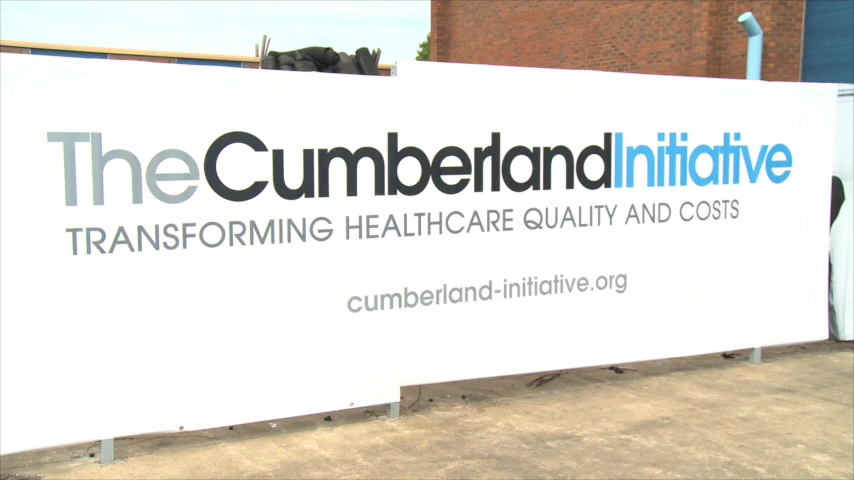 TheCumberlandInitiative
TRANSFORMING HEALTHCARE QUALITY AND COSTS
cumberland-initiative.org